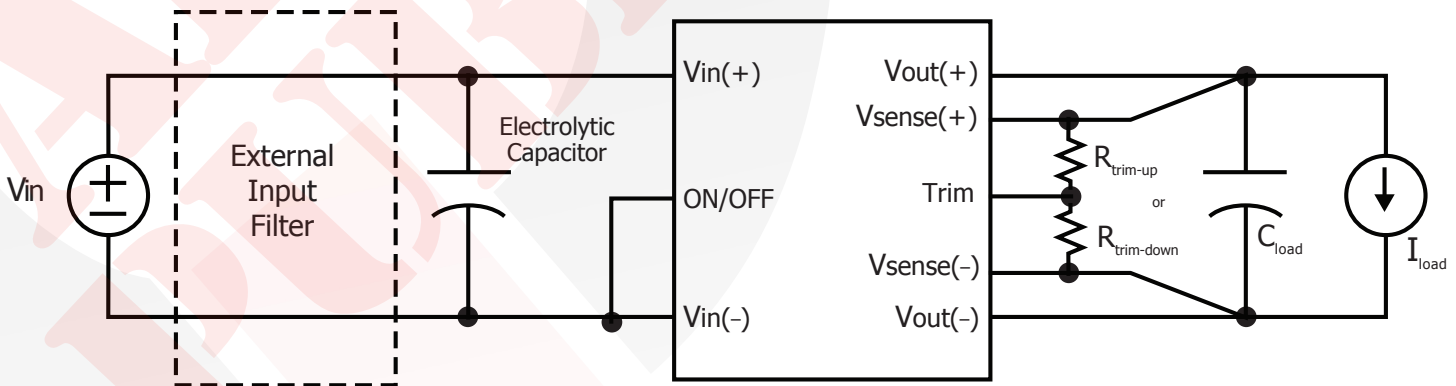 Vin
External
Input
Filter
Electrolytic
Capacitor
Vin(+)
ON/OFF
Vin(−)
Vout(+)
Vsense(+)
Trim
Vsense(−)
Vout(−)
Rtrim-up
or
Rtrim-down
Cload
Iload